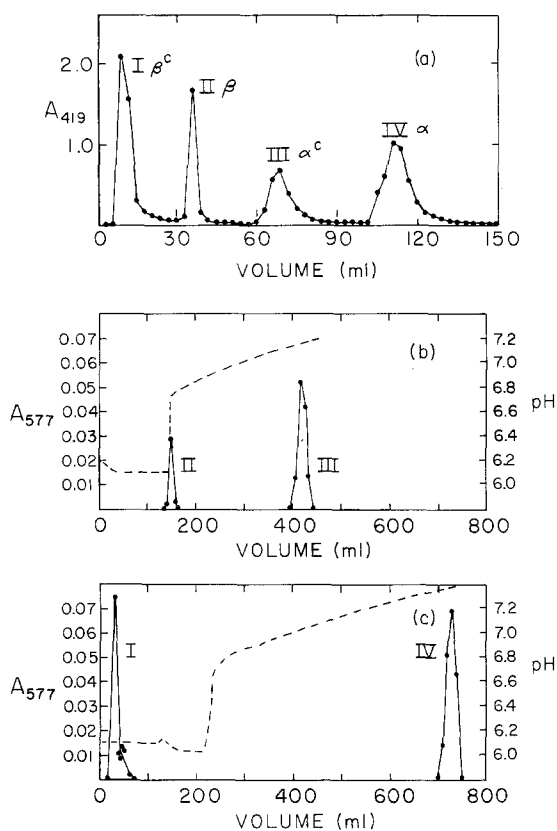 (a)
I βᶜ
II β
III αᶜ
IV α
A₄₁₉
2.0
1.0
0 30 60 90 120 150
VOLUME (ml)
(b)
A₅₇₇
0.07
0.06
0.05
0.04
0.03
0.02
0.01
II
III
7.2
7.0
6.8
6.6
6.4
6.2
6.0
pH
0 200 400 600 800
VOLUME (ml)
(c)
A₅₇₇
0.07
0.06
0.05
0.04
0.03
0.02
0.01
I
IV
7.2
7.0
6.8
6.6
6.4
6.2
6.0
pH
0 200 400 600 800
VOLUME (ml)